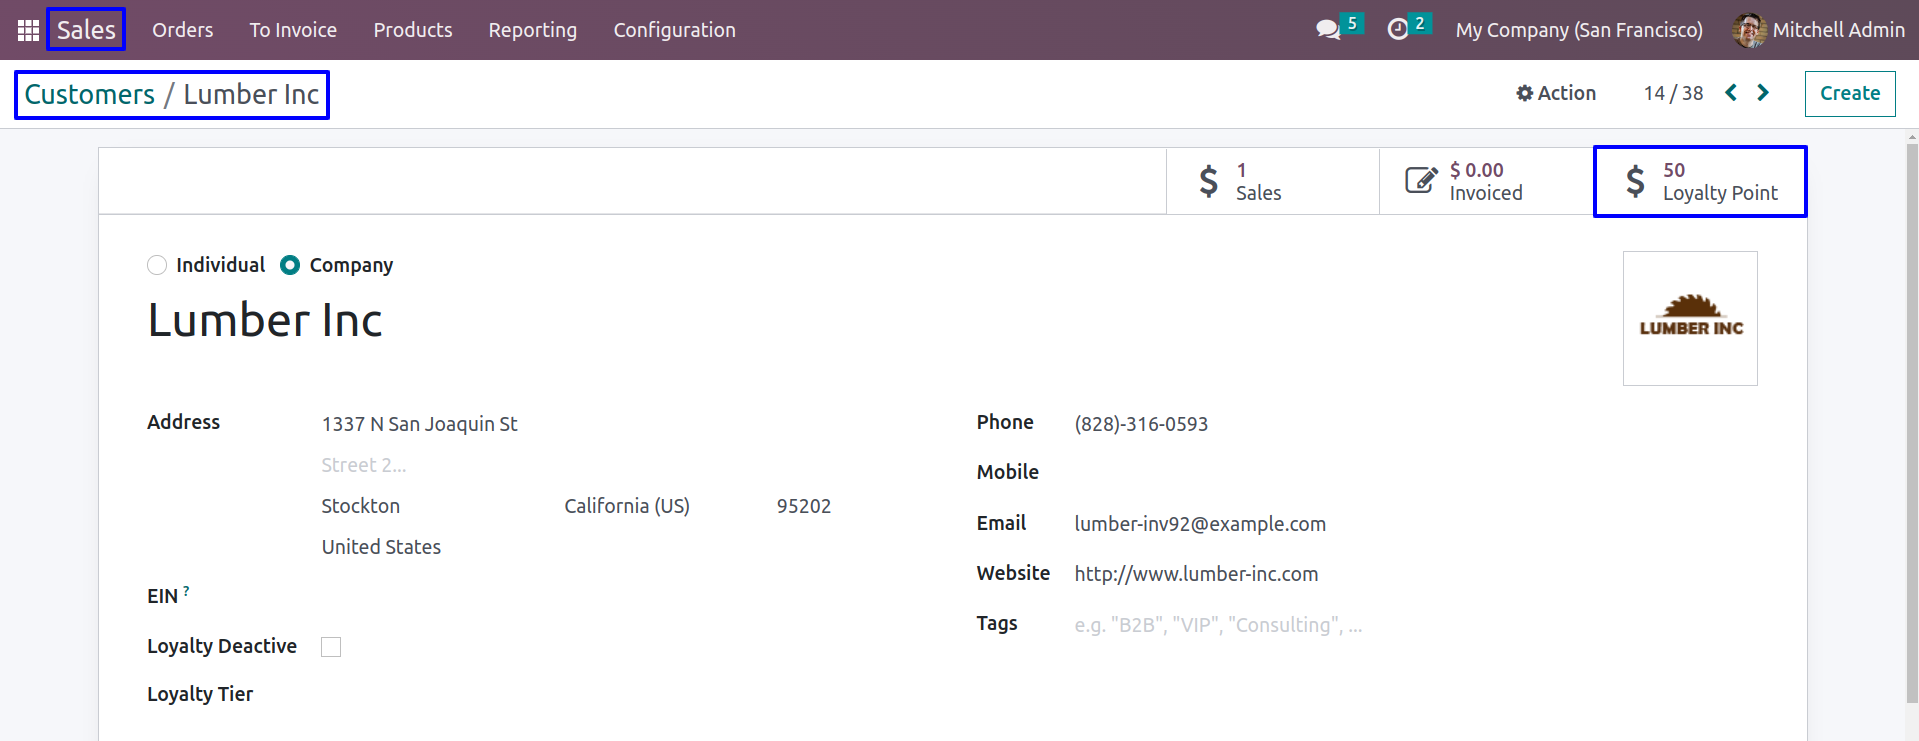 Sales Orders To Invoice Products Reporting Configuration 5 2 My Company (San Francisco) Mitchell Admin
Customers / Lumber Inc Action 14 / 38 Create
1
Sales
$ 0.00
Invoiced
50
Loyalty Point
Individual Company
Lumber Inc
LUMBER INC
Address 1337 N San Joaquin St
Street 2...
Stockton California (US) 95202
United States
EIN ?
Loyalty Deactive
Loyalty Tier
Phone (828)-316-0593
Mobile
Email lumber-inv92@example.com
Website http://www.lumber-inc.com
Tags e.g. "B2B", "VIP", "Consulting", ...